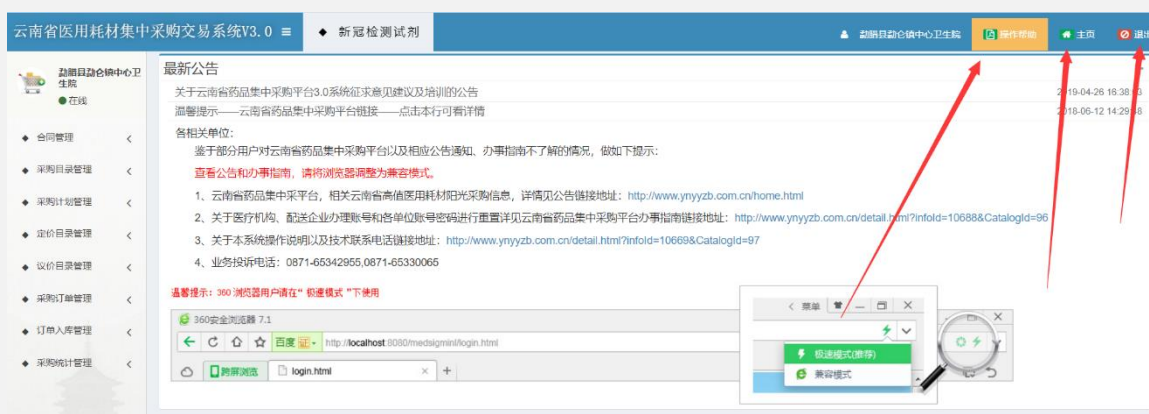 云南省医用耗材集中采购交易系统V3.0 ≡
新冠检测试剂
勐腊县勐仑镇中心卫生院
操作帮助
主页
退出
勐腊县勐仑镇中心卫生院
在线
合同管理
采购目录管理
采购计划管理
定价目录管理
议价目录管理
采购订单管理
订单入库管理
采购统计管理
最新公告
关于云南省药品集中采购平台3.0系统征求意见建议及培训的公告
温馨提示——云南省药品集中采购平台链接——点击本行可看详情
2018-06-12 14:29:48
各相关单位：
鉴于部分用户对云南省药品集中采购平台以及相应公告通知、办事指南不了解的情况，做如下提示：
查看公告和办事指南，请将浏览器调整为兼容模式。
1、云南省药品集中采平台，相关云南省高值医用耗材阳光采购信息，详情见公告链接地址：http://www.ynyyzb.com.cn/home.html
2、关于医疗机构、配送企业办理账号和各单位账号密码进行重置详见云南省药品集中采购平台办事指南链接地址：http://www.ynyyzb.com.cn/detail.html?infoId=10688&CatalogId=96
3、关于本系统操作说明以及技术联系电话链接地址：http://www.ynyyzb.com.cn/detail.html?infoId=10669&CatalogId=97
4、业务投诉电话：0871-65342955,0871-65330065
温馨提示：360 浏览器用户请在“ 极速模式 ”下使用
360安全浏览器 7.1
百度 证 http://localhost:8080/medsigminl/login.html
跨屏浏览 login.html × +
菜单
极速模式(推荐)
兼容模式